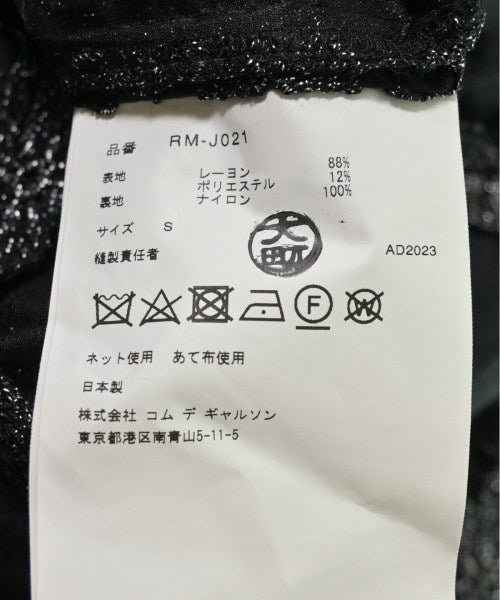 品番 RM-J021
表地 レーヨン 88%
ポリエステル 12%
裏地 ナイロン 100%
サイズ S
縫製責任者 大町 AD2023
F W
ネット使用 あて布使用
日本製
株式会社 コム デ ギャルソン
東京都港区南青山5-11-5